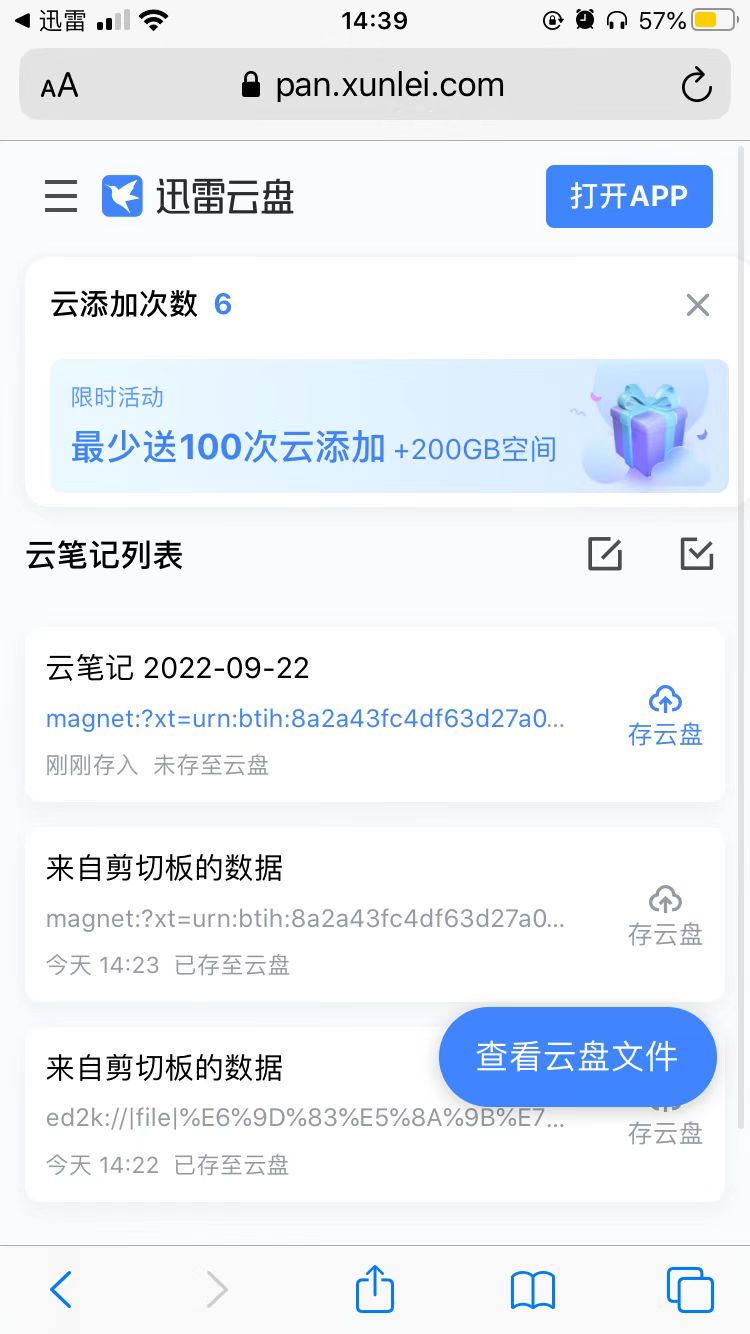 迅雷
14:39
57%
AA
pan.xunlei.com
迅雷云盘
打开APP
云添加次数 6
限时活动
最少送100次云添加 +200GB空间
云笔记列表
云笔记 2022-09-22
magnet:?xt=urn:btih:8a2a43fc4df63d27a0...
存云盘
刚刚存入 未存至云盘
来自剪切板的数据
magnet:?xt=urn:btih:8a2a43fc4df63d27a0...
存云盘
今天 14:23 已存至云盘
来自剪切板的数据
查看云盘文件
ed2k://|file|%E6%9D%83%E5%8A%9B%E7...
存云盘
今天 14:22 已存至云盘